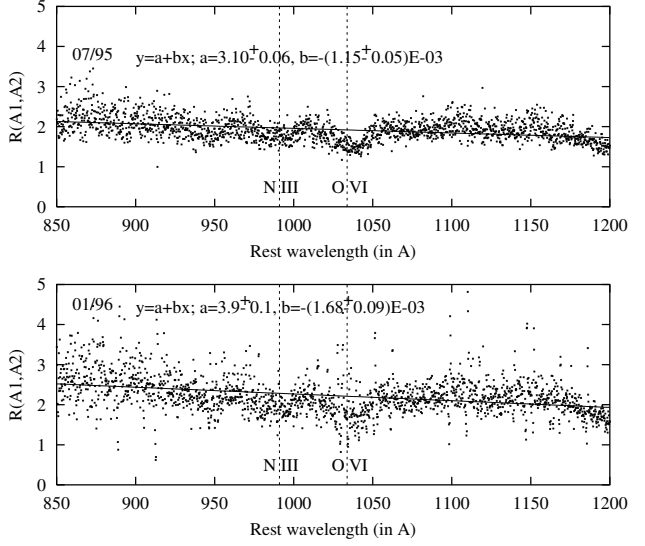 5
07/95 y=a+bx; a=3.10±0.06, b=-(1.15±0.05)E-03
4
3
R(A1,A2)
2
1
N III O VI
0
850 900 950 1000 1050 1100 1150 1200
Rest wavelength (in A)
5
01/96 y=a+bx; a=3.9±0.1, b=-(1.68±0.09)E-03
4
3
R(A1,A2)
2
1
N III O VI
0
850 900 950 1000 1050 1100 1150 1200
Rest wavelength (in A)